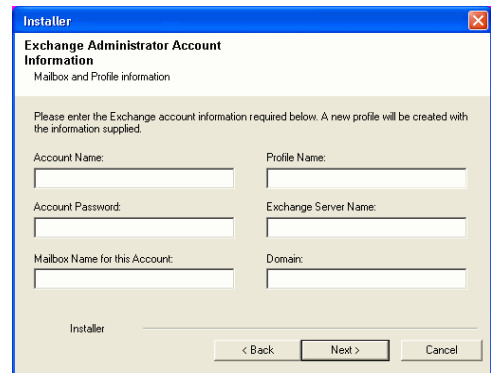 Installer
Exchange Administrator Account
Information
Mailbox and Profile information
Please enter the Exchange account information required below. A new profile will be created with
the information supplied.
Account Name:
Profile Name:
Account Password:
Exchange Server Name:
Mailbox Name for this Account:
Domain:
Installer
< Back
Next >
Cancel